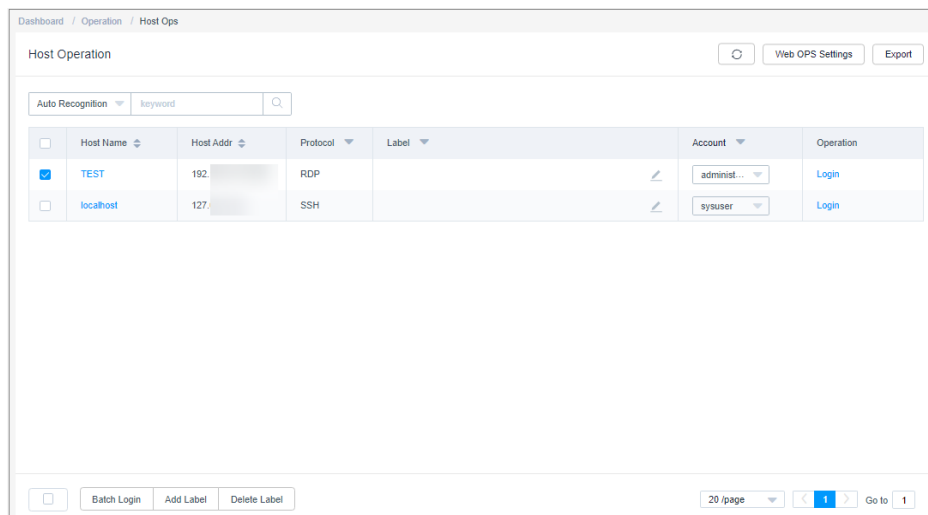 Dashboard / Operation / Host Ops
Host Operation Web OPS Settings Export
Auto Recognition keyword
Host Name Host Addr Protocol Label Account Operation
TEST 192. RDP administ... Login
localhost 127. SSH sysuser Login
Batch Login Add Label Delete Label 20 /page 1 Go to 1